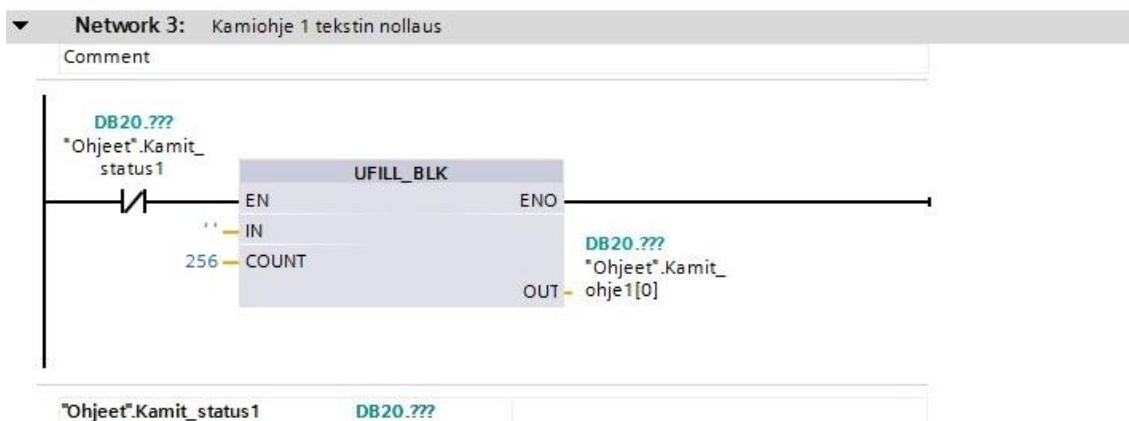 Network 3: Kamiohje 1 tekstin nollaus
Comment
DB20.???
"Ohjeet".Kamit_
status1
UFILL_BLK
EN
ENO
' '
IN
256
COUNT
DB20.???
"Ohjeet".Kamit_
OUT
ohje1[0]
"Ohjeet".Kamit_status1 DB20.???